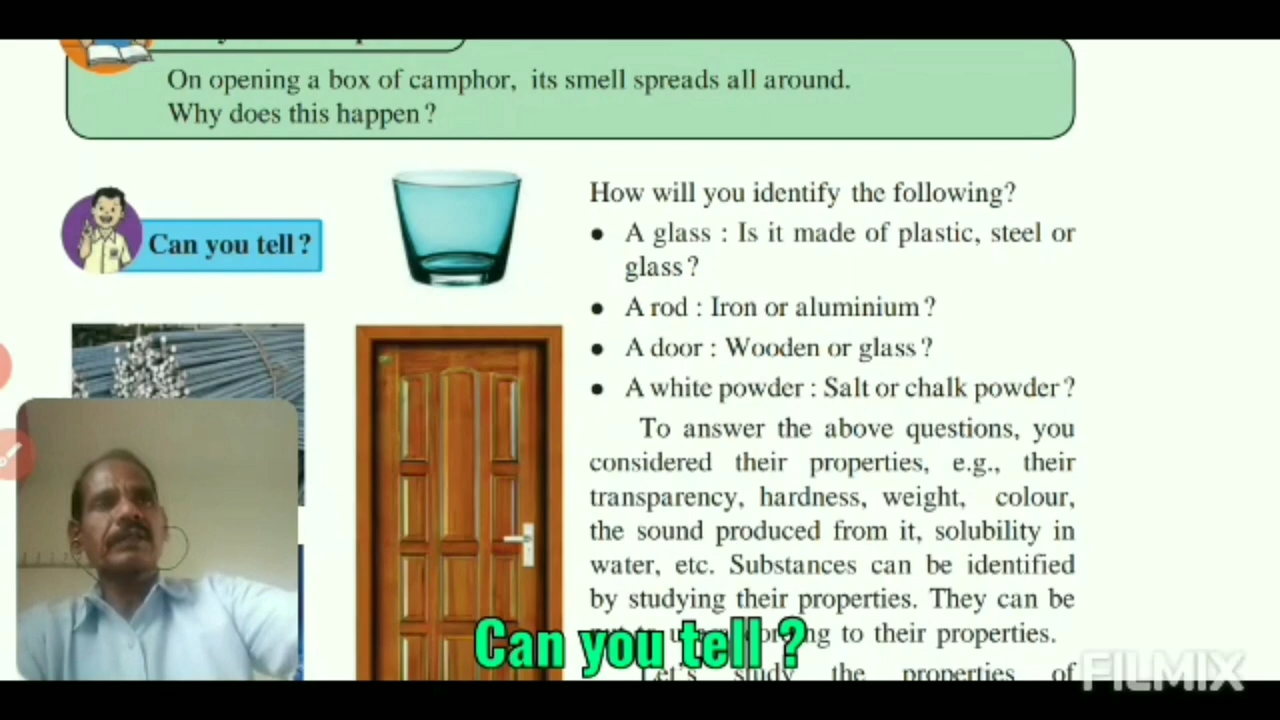 On opening a box of camphor, its smell spreads all around.
Why does this happen ?
Can you tell ?
How will you identify the following?
• A glass : Is it made of plastic, steel or
glass ?
• A rod : Iron or aluminium ?
• A door : Wooden or glass ?
• A white powder : Salt or chalk powder ?
To answer the above questions, you
considered their properties, e.g., their
transparency, hardness, weight, colour,
the sound produced from it, solubility in
water, etc. Substances can be identified
by studying their properties. They can be
to their properties.
Let's study the properties of
Can you tell ?
FILMIX